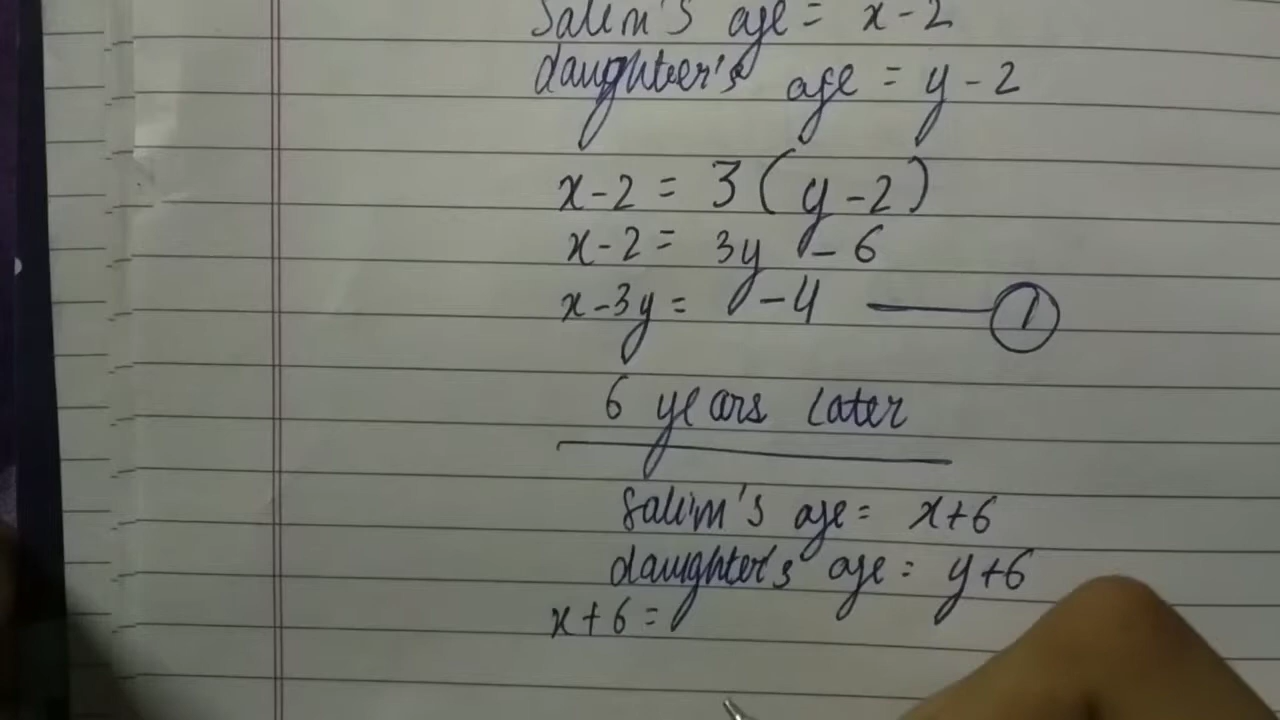 Salim's age = x - 2
daughter's age = y - 2
x - 2 = 3 ( y - 2 )
x - 2 = 3y - 6
x - 3y = - 4 —— 1
6 years later
Salim's age = x + 6
daughter's age = y + 6
x + 6 =